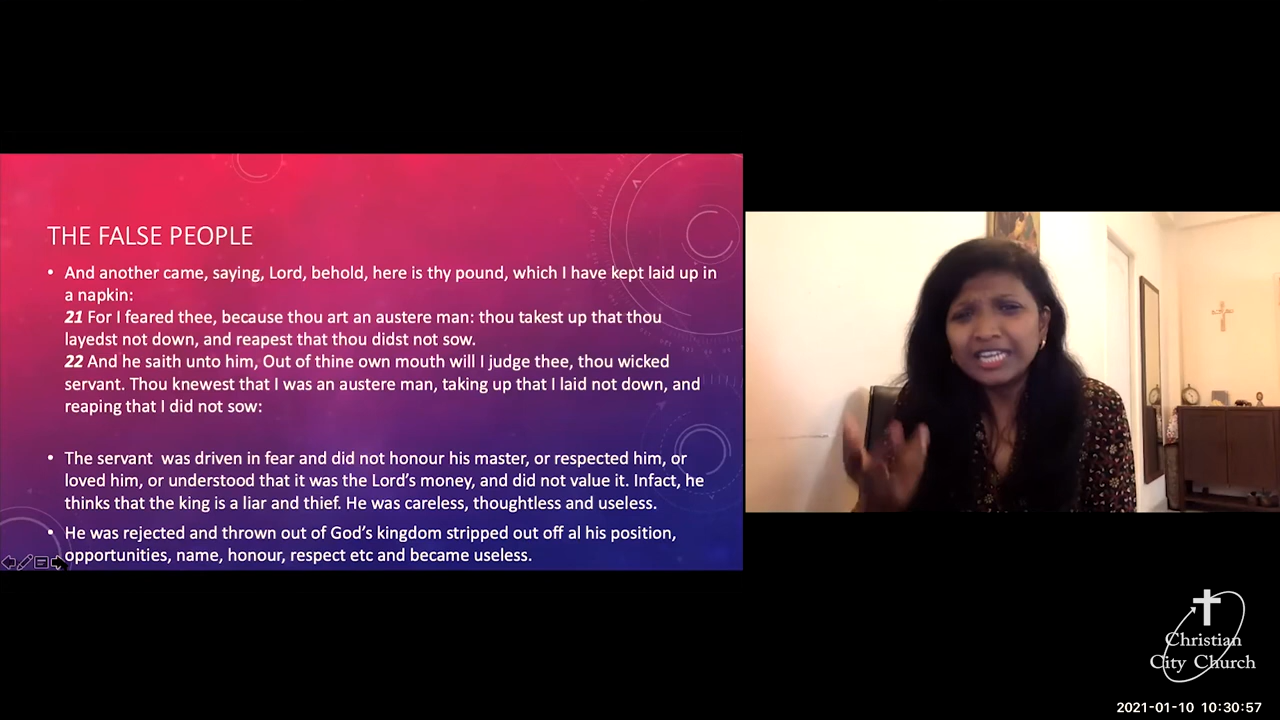 THE FALSE PEOPLE
• And another came, saying, Lord, behold, here is thy pound, which I have kept laid up in
a napkin:
21 For I feared thee, because thou art an austere man: thou takest up that thou
layedst not down, and reapest that thou didst not sow.
22 And he saith unto him, Out of thine own mouth will I judge thee, thou wicked
servant. Thou knewest that I was an austere man, taking up that I laid not down, and
reaping that I did not sow:
• The servant was driven in fear and did not honour his master, or respected him, or
loved him, or understood that it was the Lord’s money, and did not value it. Infact, he
thinks that the king is a liar and thief. He was careless, thoughtless and useless.
• He was rejected and thrown out of God’s kingdom stripped out off al his position,
opportunities, name, honour, respect etc and became useless.
Christian
City Church
2021-01-10 10:30:57